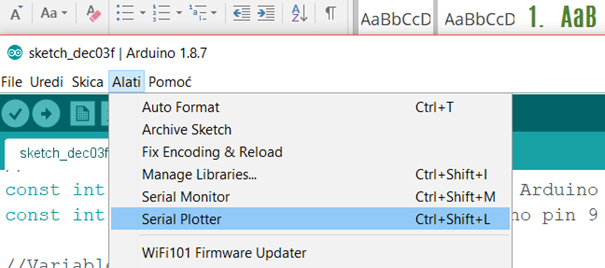 Aa AaBbCcD AaBbCcD 1. AaB
sketch_dec03f | Arduino 1.8.7
File Uredi Skica Alati Pomoć
Auto Format Ctrl+T
Archive Sketch
Fix Encoding & Reload
sketch_dec03f
Manage Libraries... Ctrl+Shift+I
const int Serial Monitor Ctrl+Shift+M Arduino
const int Serial Plotter Ctrl+Shift+L no pin 9
WiFi101 Firmware Updater
//Variabl